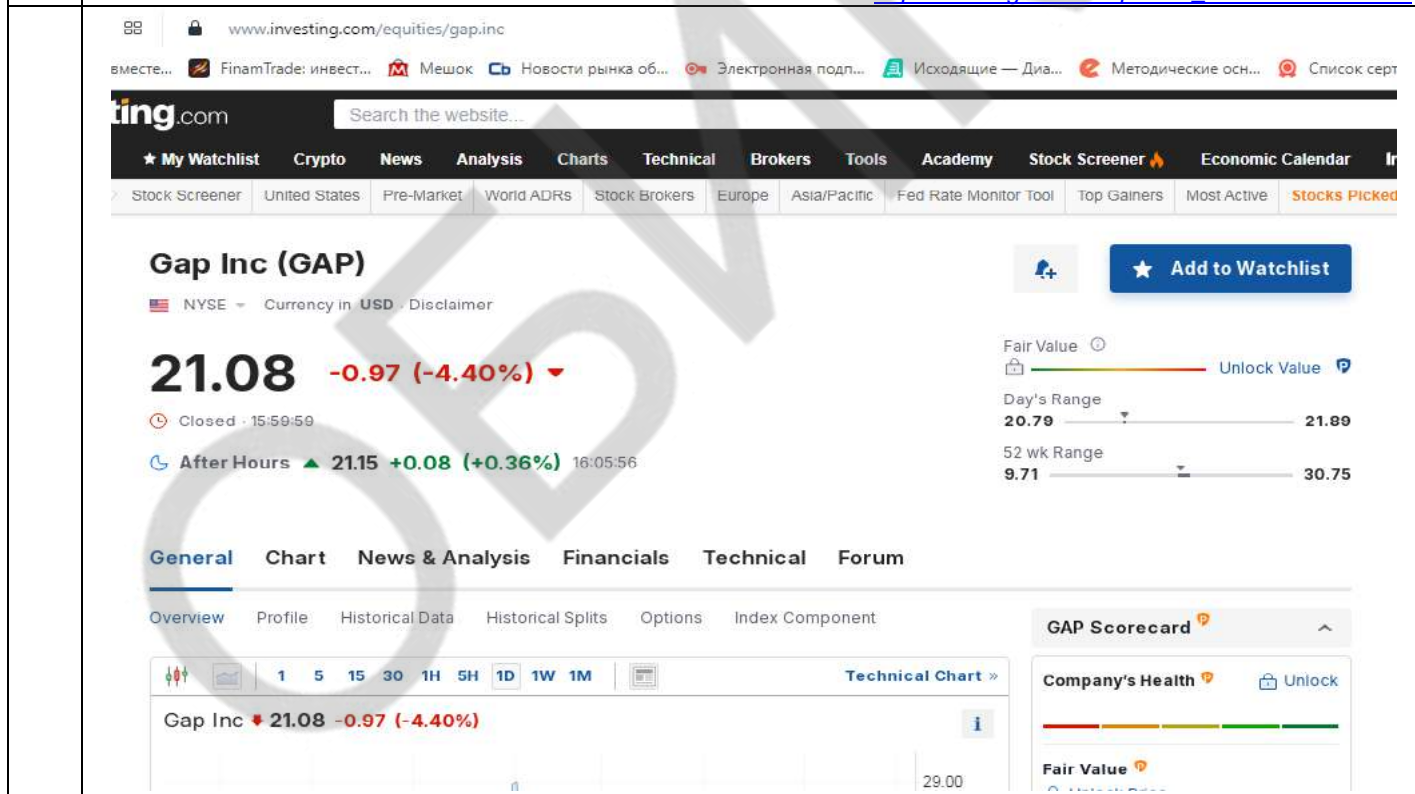 www.investing.com/equities/gap.inc
вместе... FinamTrade: инвест... Мешок Сb Новости рынка об... Электронная подп... Исходящие — Диа... Методические осн... Список серт
ting.com Search the website...
★ My Watchlist Crypto News Analysis Charts Technical Brokers Tools Academy Stock Screener Economic Calendar In
Stock Screener United States Pre-Market World ADRs Stock Brokers Europe Asia/Pacific Fed Rate Monitor Tool Top Gainers Most Active Stocks Picked
Gap Inc (GAP)
Add to Watchlist
NYSE Currency in USD · Disclaimer
Fair Value
Unlock Value
21.08 -0.97 (-4.40%)
Day's Range
20.79 21.89
Closed · 15:59:59
52 wk Range
9.71 30.75
After Hours 21.15 +0.08 (+0.36%) 16:05:56
General Chart News & Analysis Financials Technical Forum
Overview Profile Historical Data Historical Splits Options Index Component
GAP Scorecard
1 5 15 30 1H 5H 1D 1W 1M Technical Chart »
Company's Health Unlock
Gap Inc 21.08 -0.97 (-4.40%)
Fair Value
29.00